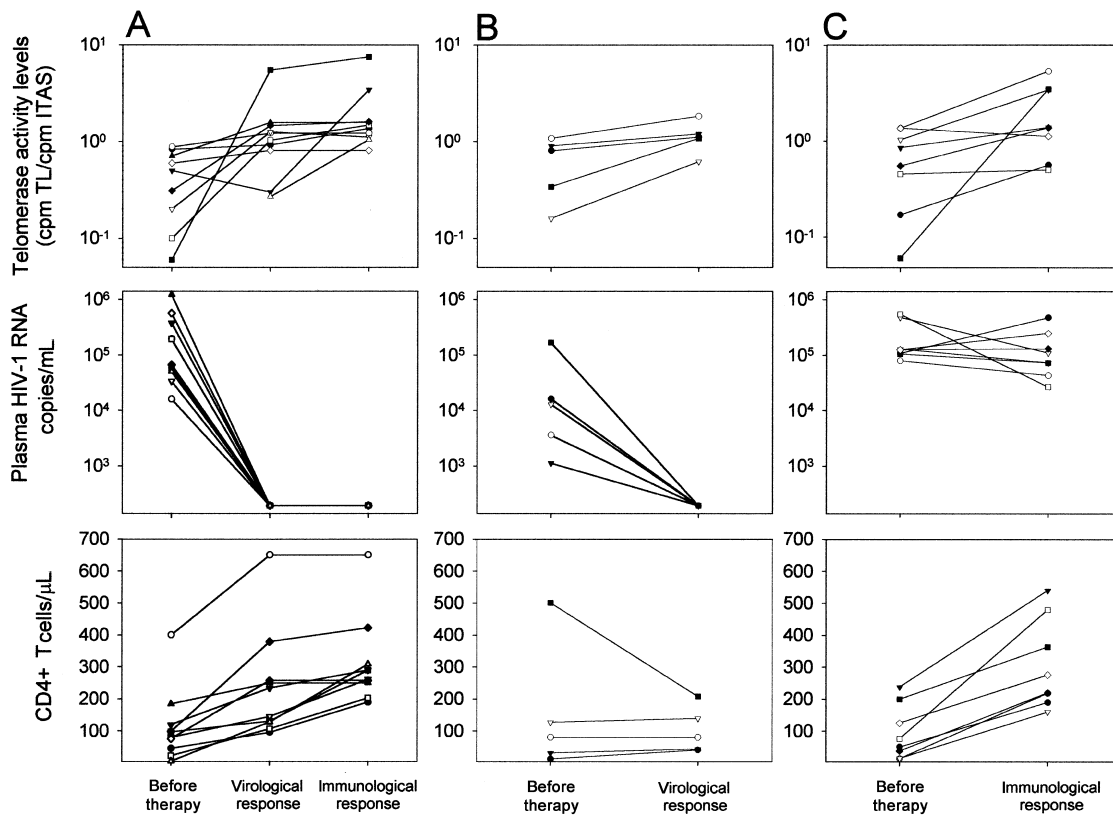 A
B
C
Telomerase activity levels
(cpm TL/cpm ITAS)
10¹
10⁰
10⁻¹
10¹
10⁰
10⁻¹
10¹
10⁰
10⁻¹
Plasma HIV-1 RNA
copies/mL
10⁶
10⁵
10⁴
10³
10⁶
10⁵
10⁴
10³
10⁶
10⁵
10⁴
10³
CD4+ T cells/μL
700
600
500
400
300
200
100
700
600
500
400
300
200
100
700
600
500
400
300
200
100
Before
therapy
Virological
response
Immunological
response
Before
therapy
Virological
response
Before
therapy
Immunological
response